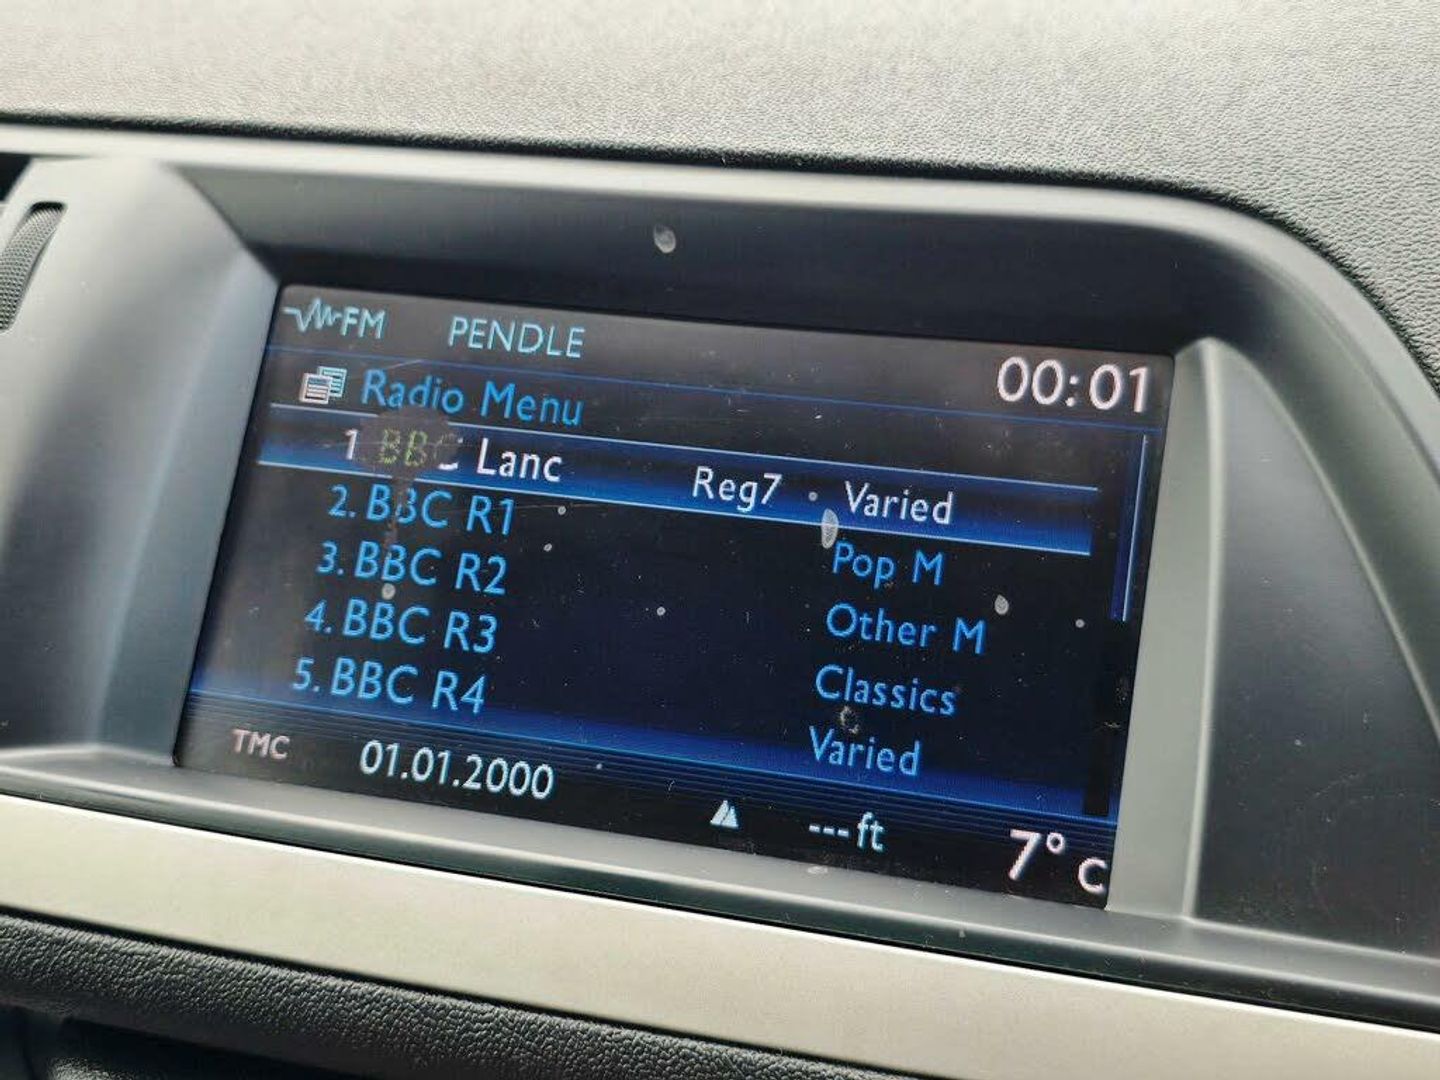 FM PENDLE 00:01
Radio Menu
1 BBC Lanc Reg7 Varied
2. BBC R1 Pop M
3. BBC R2 Other M
4. BBC R3 Classics
5. BBC R4 Varied
TMC 01.01.2000 ---ft 7° C